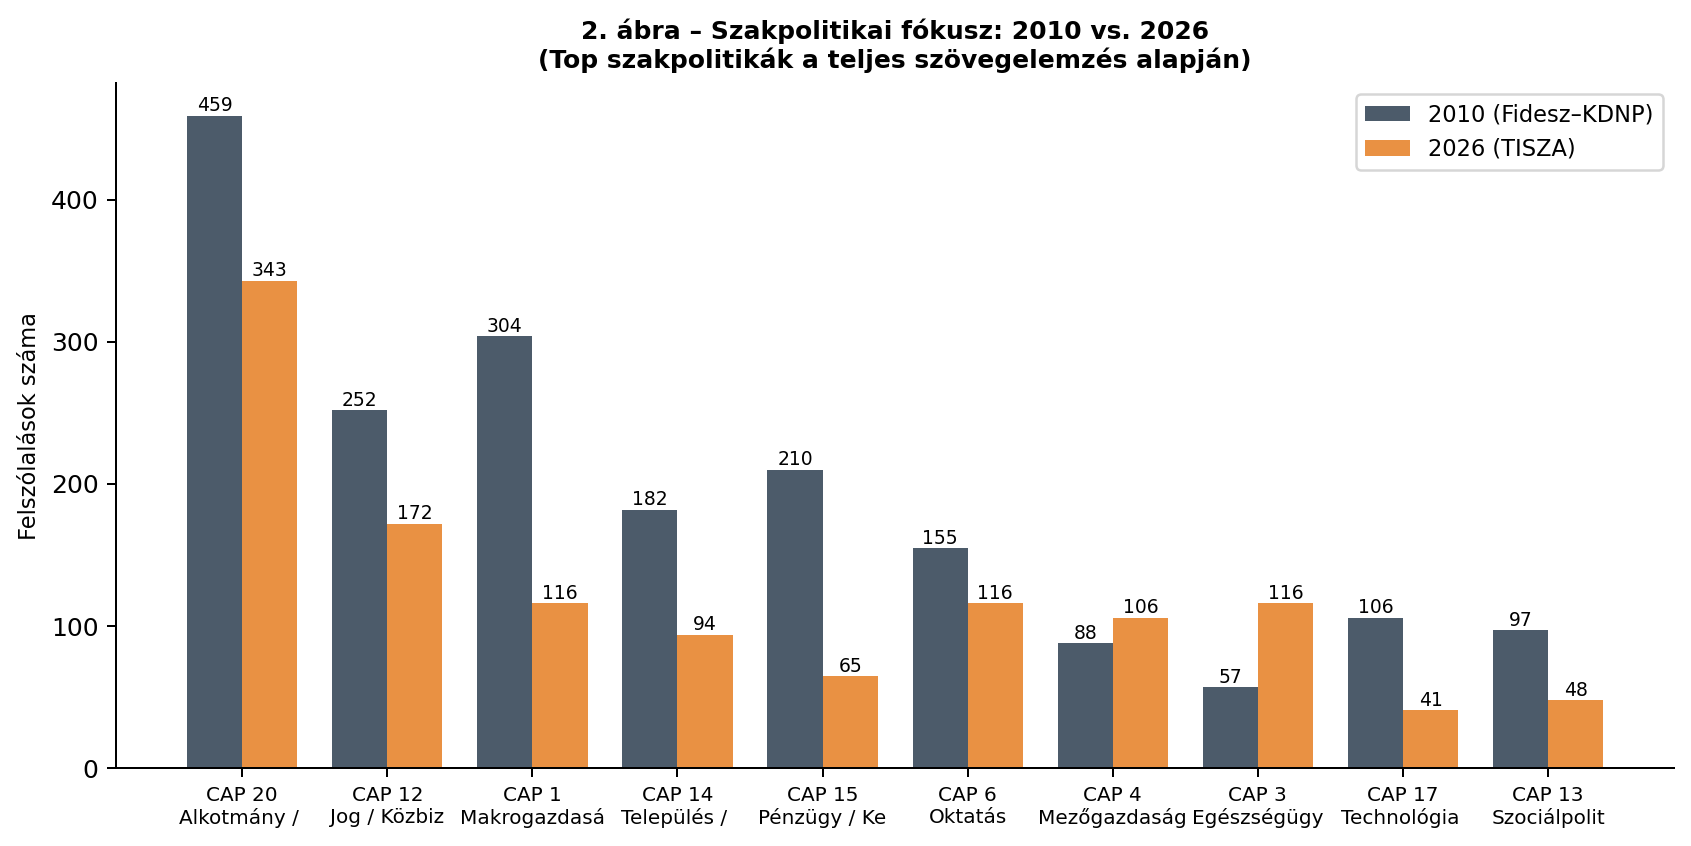 2. ábra – Szakpolitikai fókusz: 2010 vs. 2026
(Top szakpolitikák a teljes szövegelemzés alapján)
2010 (Fidesz–KDNP)
2026 (TISZA)
Felszólalások száma
400
300
200
100
0
459
343
252
172
304
116
182
94
210
65
155
116
88
106
57
116
106
41
97
48
CAP 20
Alkotmány /
CAP 12
Jog / Közbiz
CAP 1
Makrogazdasá
CAP 14
Település /
CAP 15
Pénzügy / Ke
CAP 6
Oktatás
CAP 4
Mezőgazdaság
CAP 3
Egészségügy
CAP 17
Technológia
CAP 13
Szociálpolit